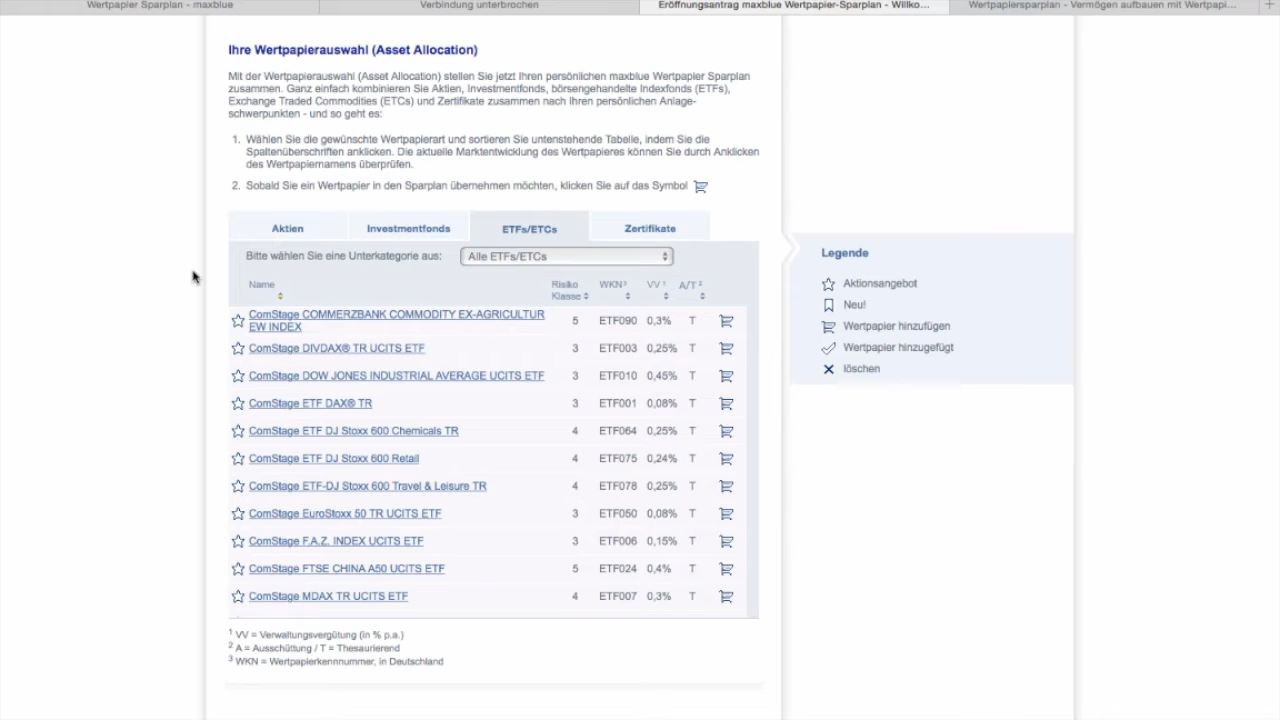 Wertpapier Sparplan - maxblue
Verbindung unterbrochen
Eröffnungsantrag maxblue Wertpapier-Sparplan - Willko...
Wertpapiersparplan - Vermögen aufbauen mit Wertpapi...
Ihre Wertpapierauswahl (Asset Allocation)
Mit der Wertpapierauswahl (Asset Allocation) stellen Sie jetzt Ihren persönlichen maxblue Wertpapier Sparplan
zusammen. Ganz einfach kombinieren Sie Aktien, Investmentfonds, börsengehandelte Indexfonds (ETFs),
Exchange Traded Commodities (ETCs) und Zertifikate zusammen nach Ihren persönlichen Anlage-
schwerpunkten - und so geht es:
1. Wählen Sie die gewünschte Wertpapierart und sortieren Sie untenstehende Tabelle, indem Sie die
Spaltenüberschriften anklicken. Die aktuelle Marktentwicklung des Wertpapieres können Sie durch Anklicken
des Wertpapiernamens überprüfen.
2. Sobald Sie ein Wertpapier in den Sparplan übernehmen möchten, klicken Sie auf das Symbol
Aktien Investmentfonds ETFs/ETCs Zertifikate
Bitte wählen Sie eine Unterkategorie aus: Alle ETFs/ETCs
Name Risiko Klasse WKN³ VV¹ A/T²
ComStage COMMERZBANK COMMODITY EX-AGRICULTUR
EW INDEX 5 ETF090 0,3% T
ComStage DIVDAX® TR UCITS ETF 3 ETF003 0,25% T
ComStage DOW JONES INDUSTRIAL AVERAGE UCITS ETF 3 ETF010 0,45% T
ComStage ETF DAX® TR 3 ETF001 0,08% T
ComStage ETF DJ Stoxx 600 Chemicals TR 4 ETF064 0,25% T
ComStage ETF DJ Stoxx 600 Retail 4 ETF075 0,24% T
ComStage ETF-DJ Stoxx 600 Travel & Leisure TR 4 ETF078 0,25% T
ComStage EuroStoxx 50 TR UCITS ETF 3 ETF050 0,08% T
ComStage F.A.Z. INDEX UCITS ETF 3 ETF006 0,15% T
ComStage FTSE CHINA A50 UCITS ETF 5 ETF024 0,4% T
ComStage MDAX TR UCITS ETF 4 ETF007 0,3% T
¹ VV = Verwaltungsvergütung (in % p.a.)
² A = Ausschüttung / T = Thesaurierend
³ WKN = Wertpapierkennnummer, in Deutschland
Legende
Aktionsangebot
Neu!
Wertpapier hinzufügen
Wertpapier hinzugefügt
löschen